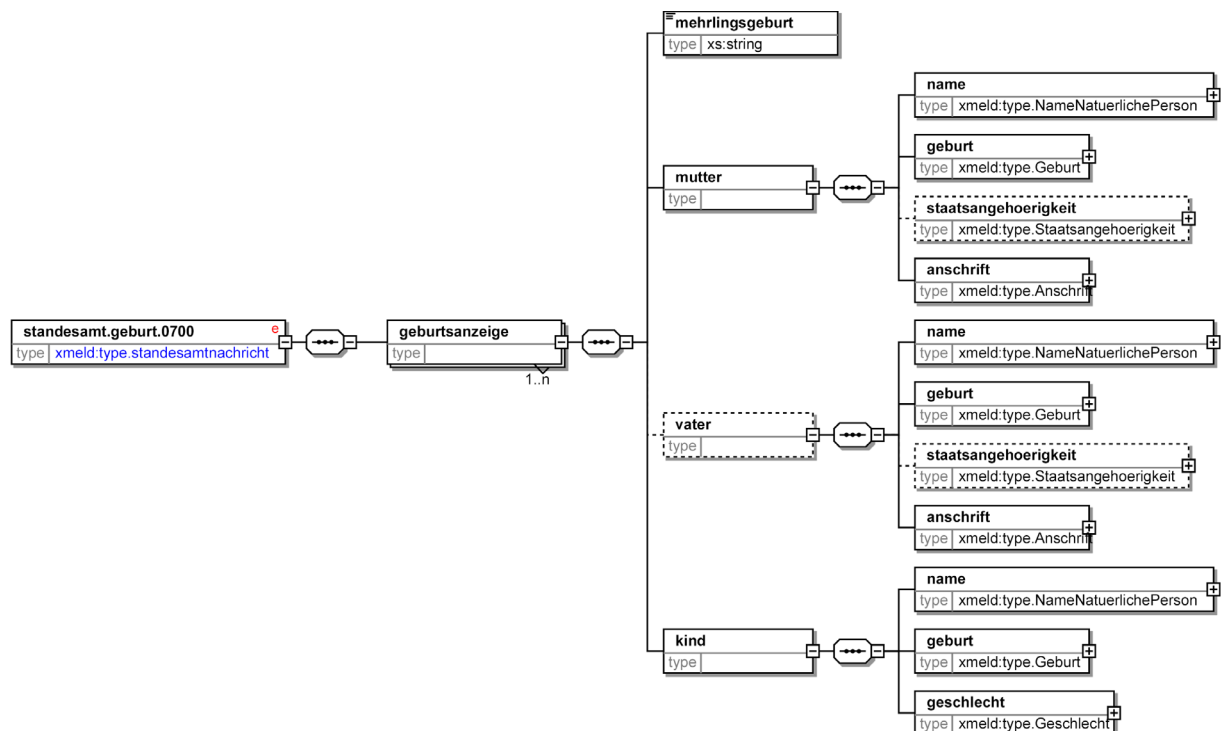 mehrlingsgeburt
type xs:string
name
type xmeld:type.NameNatuerlichePerson
geburt
type xmeld:type.Geburt
mutter
type
staatsangehoerigkeit
type xmeld:type.Staatsangehoerigkeit
anschrift
type xmeld:type.Anschrift
standesamt.geburt.0700 e
type xmeld:type.standesamtnachricht
geburtsanzeige
type
1..n
name
type xmeld:type.NameNatuerlichePerson
geburt
type xmeld:type.Geburt
vater
type
staatsangehoerigkeit
type xmeld:type.Staatsangehoerigkeit
anschrift
type xmeld:type.Anschrift
name
type xmeld:type.NameNatuerlichePerson
kind
type
geburt
type xmeld:type.Geburt
geschlecht
type xmeld:type.Geschlecht